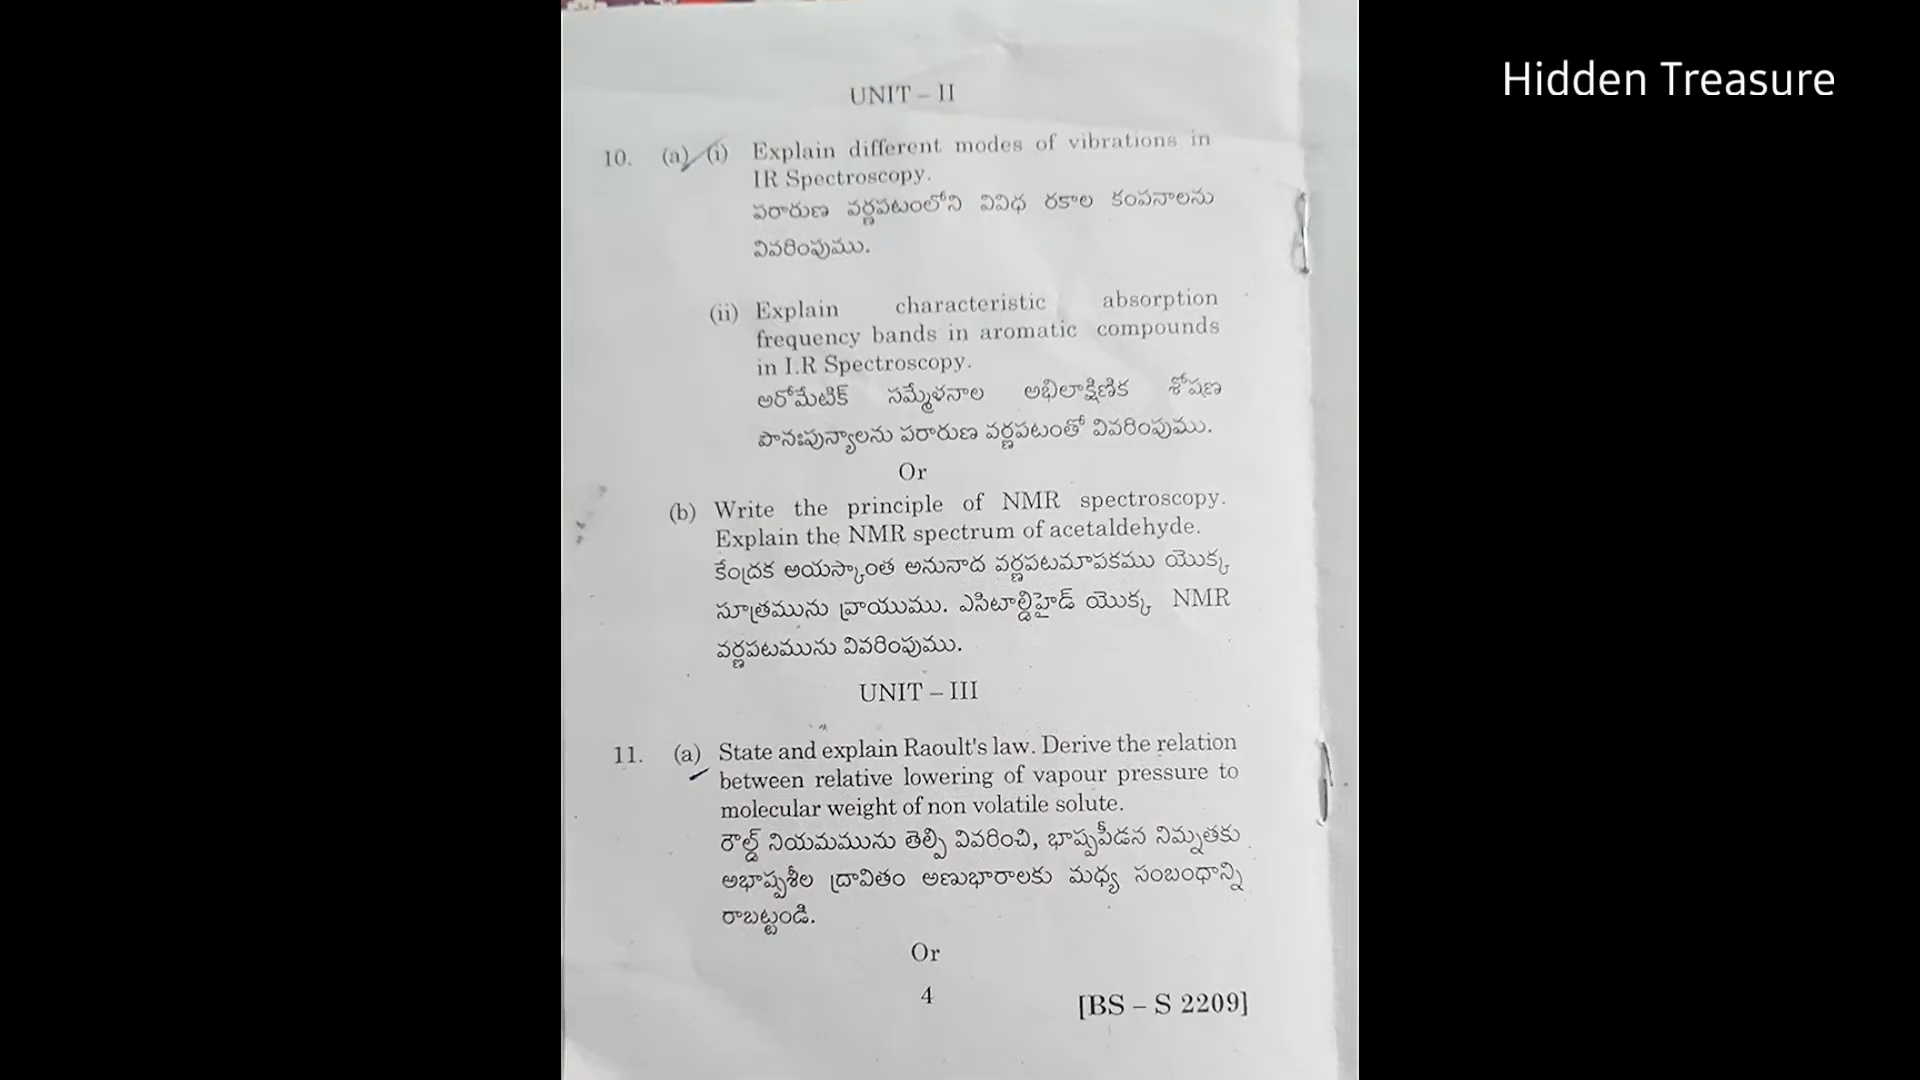 Hidden Treasure
UNIT – II
10. (a) (i) Explain different modes of vibrations in
IR Spectroscopy.
పరారుణ వర్ణపటంలోని వివిధ రకాల కంపనాలను
వివరింపుము.
(ii) Explain characteristic absorption
frequency bands in aromatic compounds
in I.R Spectroscopy.
అరోమేటిక్ సమ్మేళనాల అభిలాక్షిణిక శోషణ
పౌనఃపున్యాలను పరారుణ వర్ణపటంతో వివరింపుము.
Or
(b) Write the principle of NMR spectroscopy.
Explain the NMR spectrum of acetaldehyde.
కేంద్రక అయస్కాంత అనునాద వర్ణపటమాపకము యొక్క
సూత్రమును వ్రాయుము. ఎసిటాల్డిహైడ్ యొక్క NMR
వర్ణపటమును వివరింపుము.
UNIT – III
11. (a) State and explain Raoult's law. Derive the relation
between relative lowering of vapour pressure to
molecular weight of non volatile solute.
రౌల్డ్ నియమమును తెల్పి వివరించి, భాష్పపీడన నిమ్నతకు
అభాష్పశీల ద్రావితం అణుభారాలకు మధ్య సంబంధాన్ని
రాబట్టండి.
Or
4 [BS – S 2209]